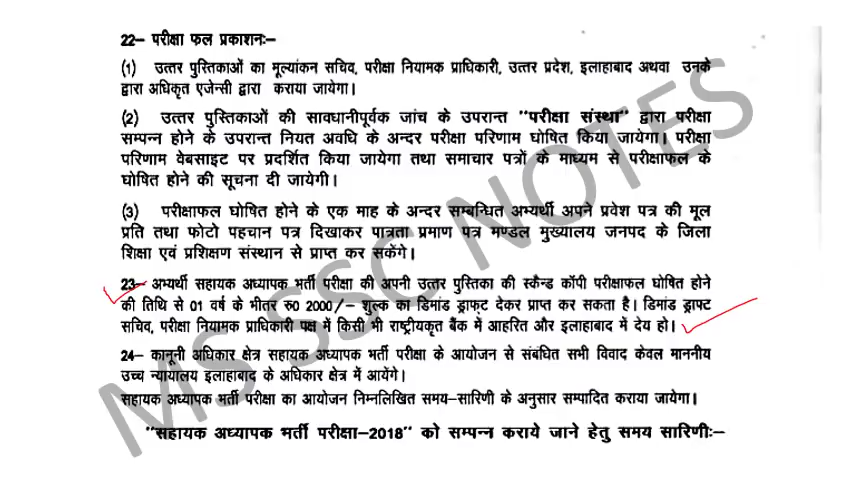 22– परीक्षा फल प्रकाशनः–
(1) उत्तर पुस्तिकाओं का मूल्यांकन सचिव, परीक्षा नियामक प्राधिकारी, उत्तर प्रदेश, इलाहाबाद अथवा उनके
द्वारा अधिकृत एजेन्सी द्वारा कराया जायेगा।
(2) उत्तर पुस्तिकाओं की सावधानीपूर्वक जांच के उपरान्त "परीक्षा संस्था" द्वारा परीक्षा
सम्पन्न होने के उपरान्त नियत अवधि के अन्दर परीक्षा परिणाम घोषित किया जायेगा। परीक्षा
परिणाम वेबसाइट पर प्रदर्शित किया जायेगा तथा समाचार पत्रों के माध्यम से परीक्षाफल के
घोषित होने की सूचना दी जायेगी।
(3) परीक्षाफल घोषित होने के एक माह के अन्दर सम्बन्धित अभ्यर्थी अपने प्रवेश पत्र की मूल
प्रति तथा फोटो पहचान पत्र दिखाकर पात्रता प्रमाण पत्र मण्डल मुख्यालय जनपद के जिला
शिक्षा एवं प्रशिक्षण संस्थान से प्राप्त कर सकेंगे।
23– अभ्यर्थी सहायक अध्यापक भर्ती परीक्षा की अपनी उत्तर पुस्तिका की स्कैन्ड कॉपी परीक्षाफल घोषित होने
की तिथि से 01 वर्ष के भीतर रु0 2000/– शुल्क का डिमांड ड्राफ्ट देकर प्राप्त कर सकता है। डिमांड ड्राफ्ट
सचिव, परीक्षा नियामक प्राधिकारी पक्ष में किसी भी राष्ट्रीयकृत बैंक में आहरित और इलाहाबाद में देय हो।
24– कानूनी अधिकार क्षेत्र सहायक अध्यापक भर्ती परीक्षा के आयोजन से संबंधित सभी विवाद केवल माननीय
उच्च न्यायालय इलाहाबाद के अधिकार क्षेत्र में आयेंगे।
सहायक अध्यापक भर्ती परीक्षा का आयोजन निम्नलिखित समय–सारिणी के अनुसार सम्पादित कराया जायेगा।
"सहायक अध्यापक भर्ती परीक्षा–2018" को सम्पन्न कराये जाने हेतु समय सारिणीः–
MS SSC NOTES